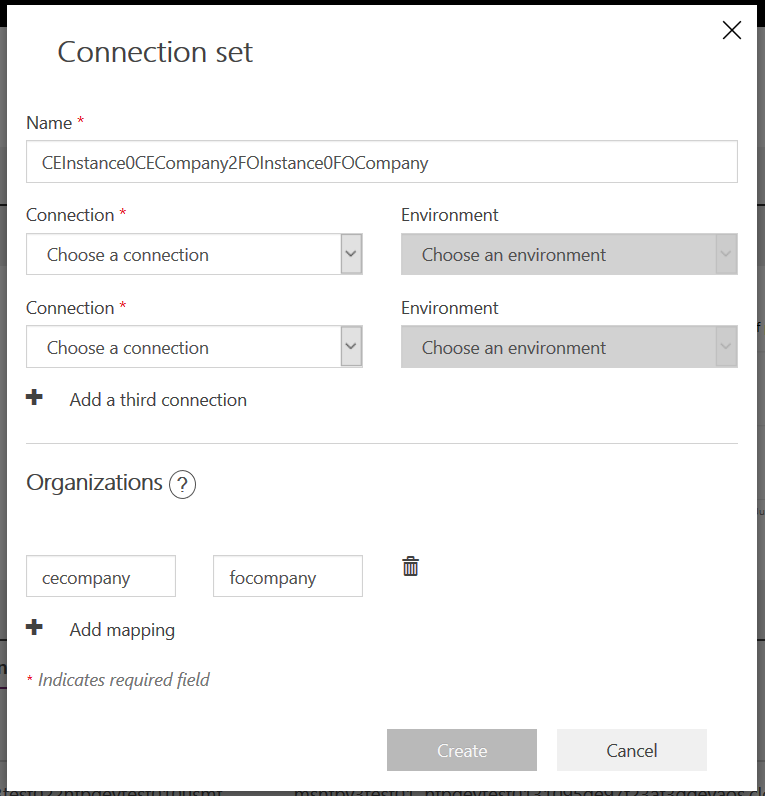 Connection set
Name *
CEInstance0CECompany2FOInstance0FOCompany
Connection * Environment
Choose a connection Choose an environment
Connection * Environment
Choose a connection Choose an environment
Add a third connection
Organizations ?
cecompany focompany
Add mapping
* Indicates required field
Create Cancel